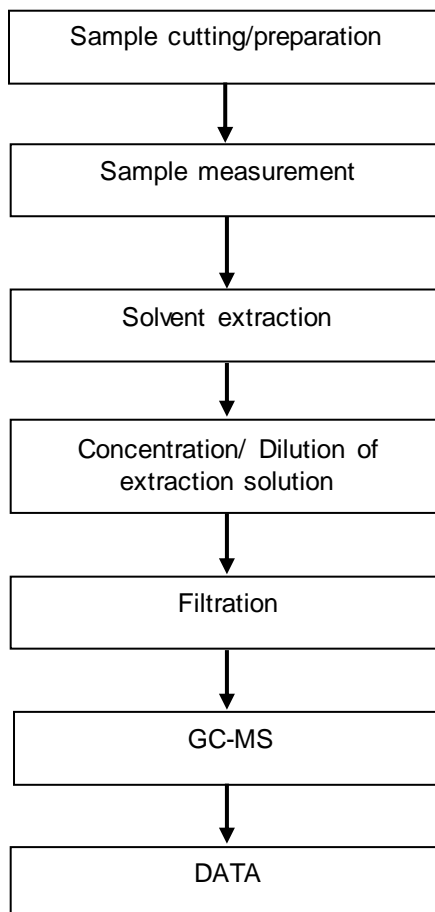 Sample cutting/preparation
Sample measurement
Solvent extraction
Concentration/ Dilution of
extraction solution
Filtration
GC-MS
DATA